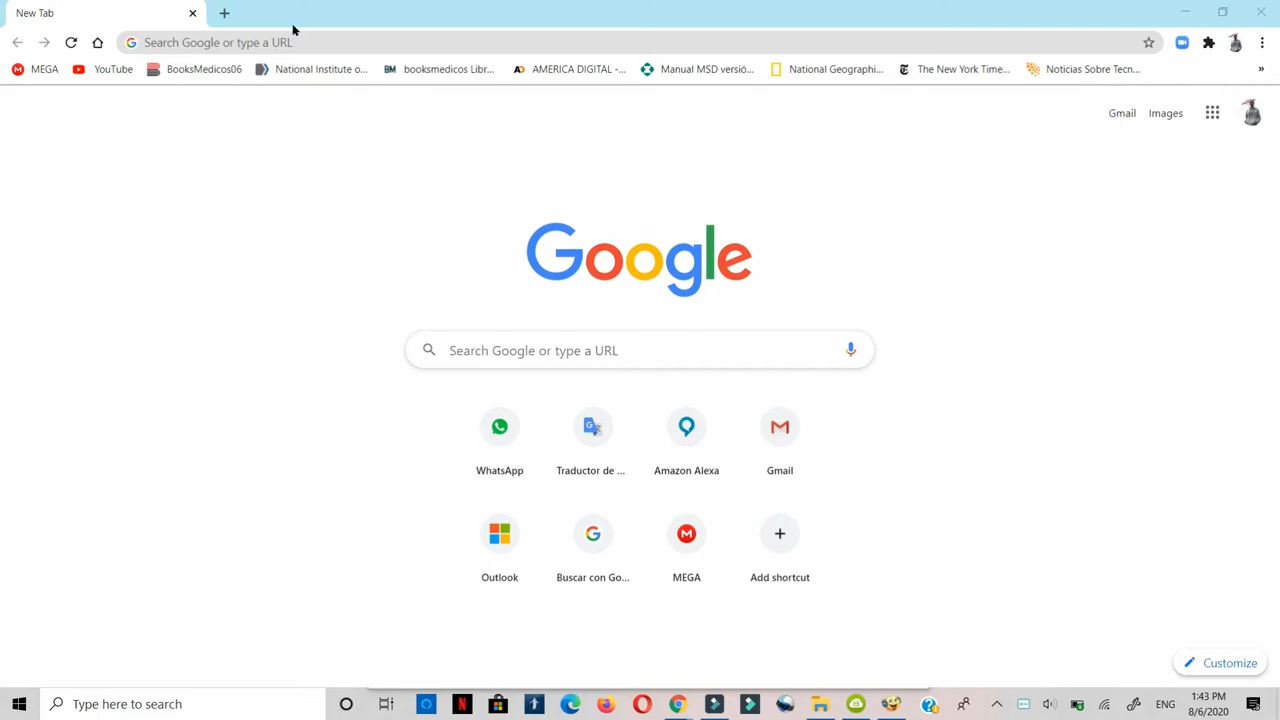 New Tab
Search Google or type a URL
MEGA YouTube BooksMedicos06 National Institute o... BM booksmedicos Libr... AD AMERICA DIGITAL -... Manual MSD versió... National Geographi... The New York Time... Noticias Sobre Tecn... »
Gmail Images
Google
Search Google or type a URL
WhatsApp Traductor de ... Amazon Alexa Gmail
Outlook Buscar con Go... MEGA Add shortcut
Customize
Type here to search
ENG
1:43 PM
8/6/2020